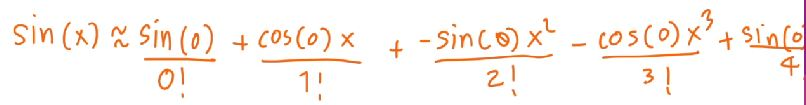 sin(x) ≈ sin(0)/0! + cos(0)x/1! + -sin(0)x²/2! - cos(0)x³/3! + sin(0/4